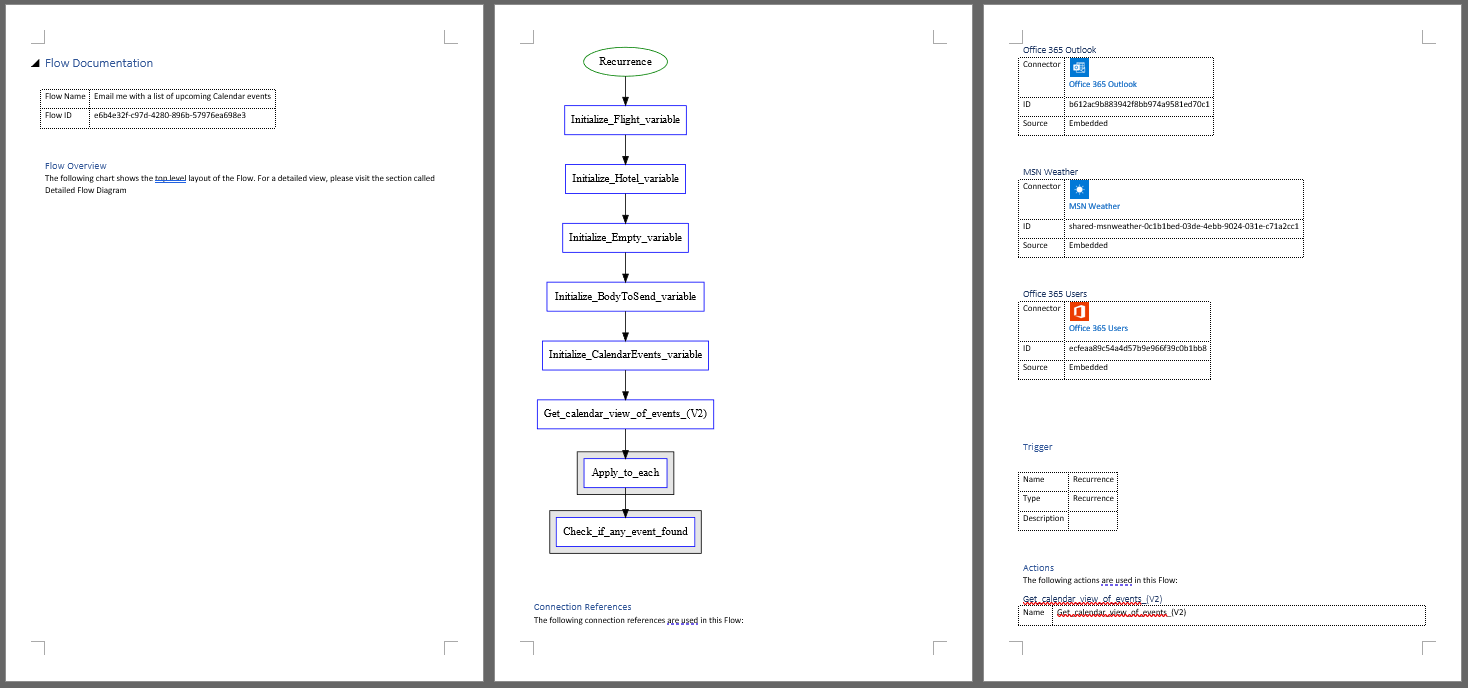 Flow Documentation
Flow Name Email me with a list of upcoming Calendar events
Flow ID e6b4e32f-c97d-4280-896b-57976ea698e3
Flow Overview
The following chart shows the top level layout of the Flow. For a detailed view, please visit the section called
Detailed Flow Diagram
Recurrence
Initialize_Flight_variable
Initialize_Hotel_variable
Initialize_Empty_variable
Initialize_BodyToSend_variable
Initialize_CalendarEvents_variable
Get_calendar_view_of_events_(V2)
Apply_to_each
Check_if_any_event_found
Connection References
The following connection references are used in this Flow:
Office 365 Outlook
Connector
Office 365 Outlook
ID b612ac9b883942f8bb974a9581ed70c1
Source Embedded
MSN Weather
Connector
MSN Weather
ID shared-msnweather-0c1b1bed-03de-4ebb-9024-031e-c71a2cc1
Source Embedded
Office 365 Users
Connector
Office 365 Users
ID ecfeaa89c54a4d57b9e966f39c0b1bb8
Source Embedded
Trigger
Name Recurrence
Type Recurrence
Description
Actions
The following actions are used in this Flow:
Get_calendar_view_of_events_(V2)
Name Get_calendar_view_of_events_(V2)